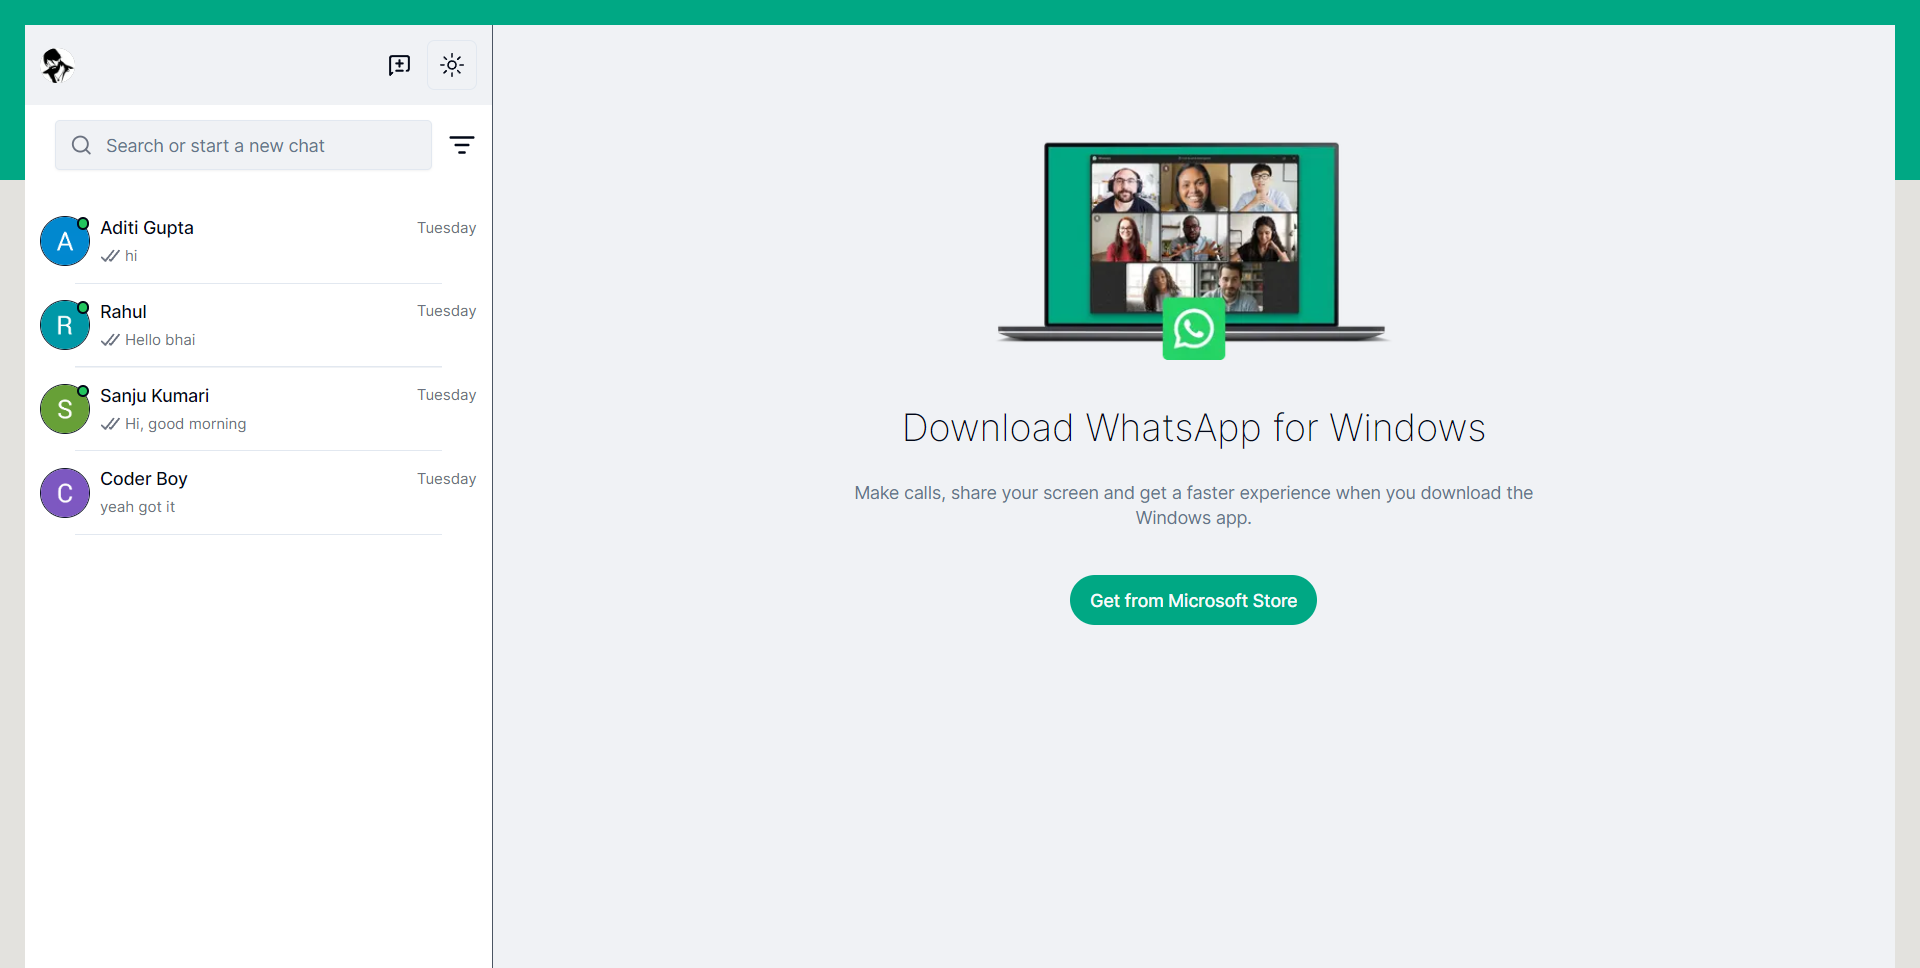 Search or start a new chat
A
Aditi Gupta
Tuesday
hi
R
Rahul
Tuesday
Hello bhai
S
Sanju Kumari
Tuesday
Hi, good morning
C
Coder Boy
Tuesday
yeah got it
Download WhatsApp for Windows
Make calls, share your screen and get a faster experience when you download the
Windows app.
Get from Microsoft Store